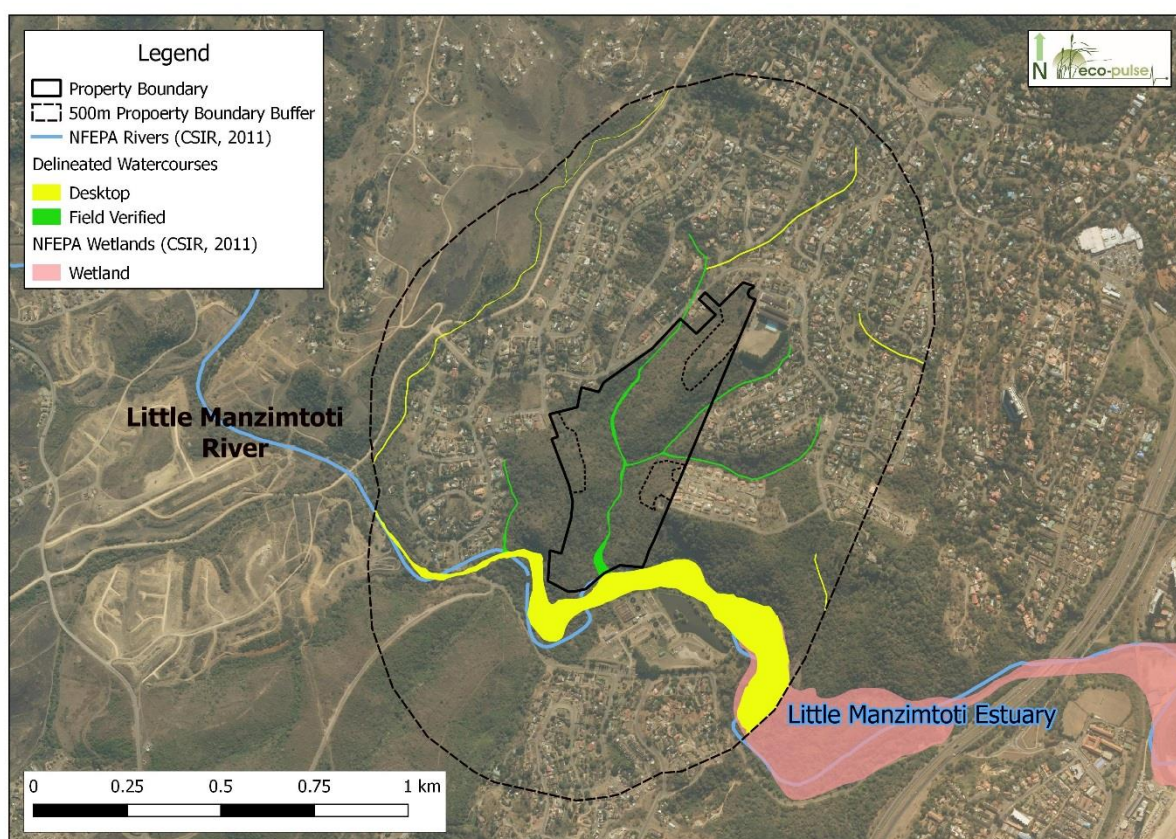 Legend
Property Boundary
500m Propoerty Boundary Buffer
NFEPA Rivers (CSIR, 2011)
Delineated Watercourses
Desktop
Field Verified
NFEPA Wetlands (CSIR, 2011)
Wetland
N
eco-pulse
Little Manzimtoti
River
Little Manzimtoti Estuary
0 0.25 0.50 0.75 1 km